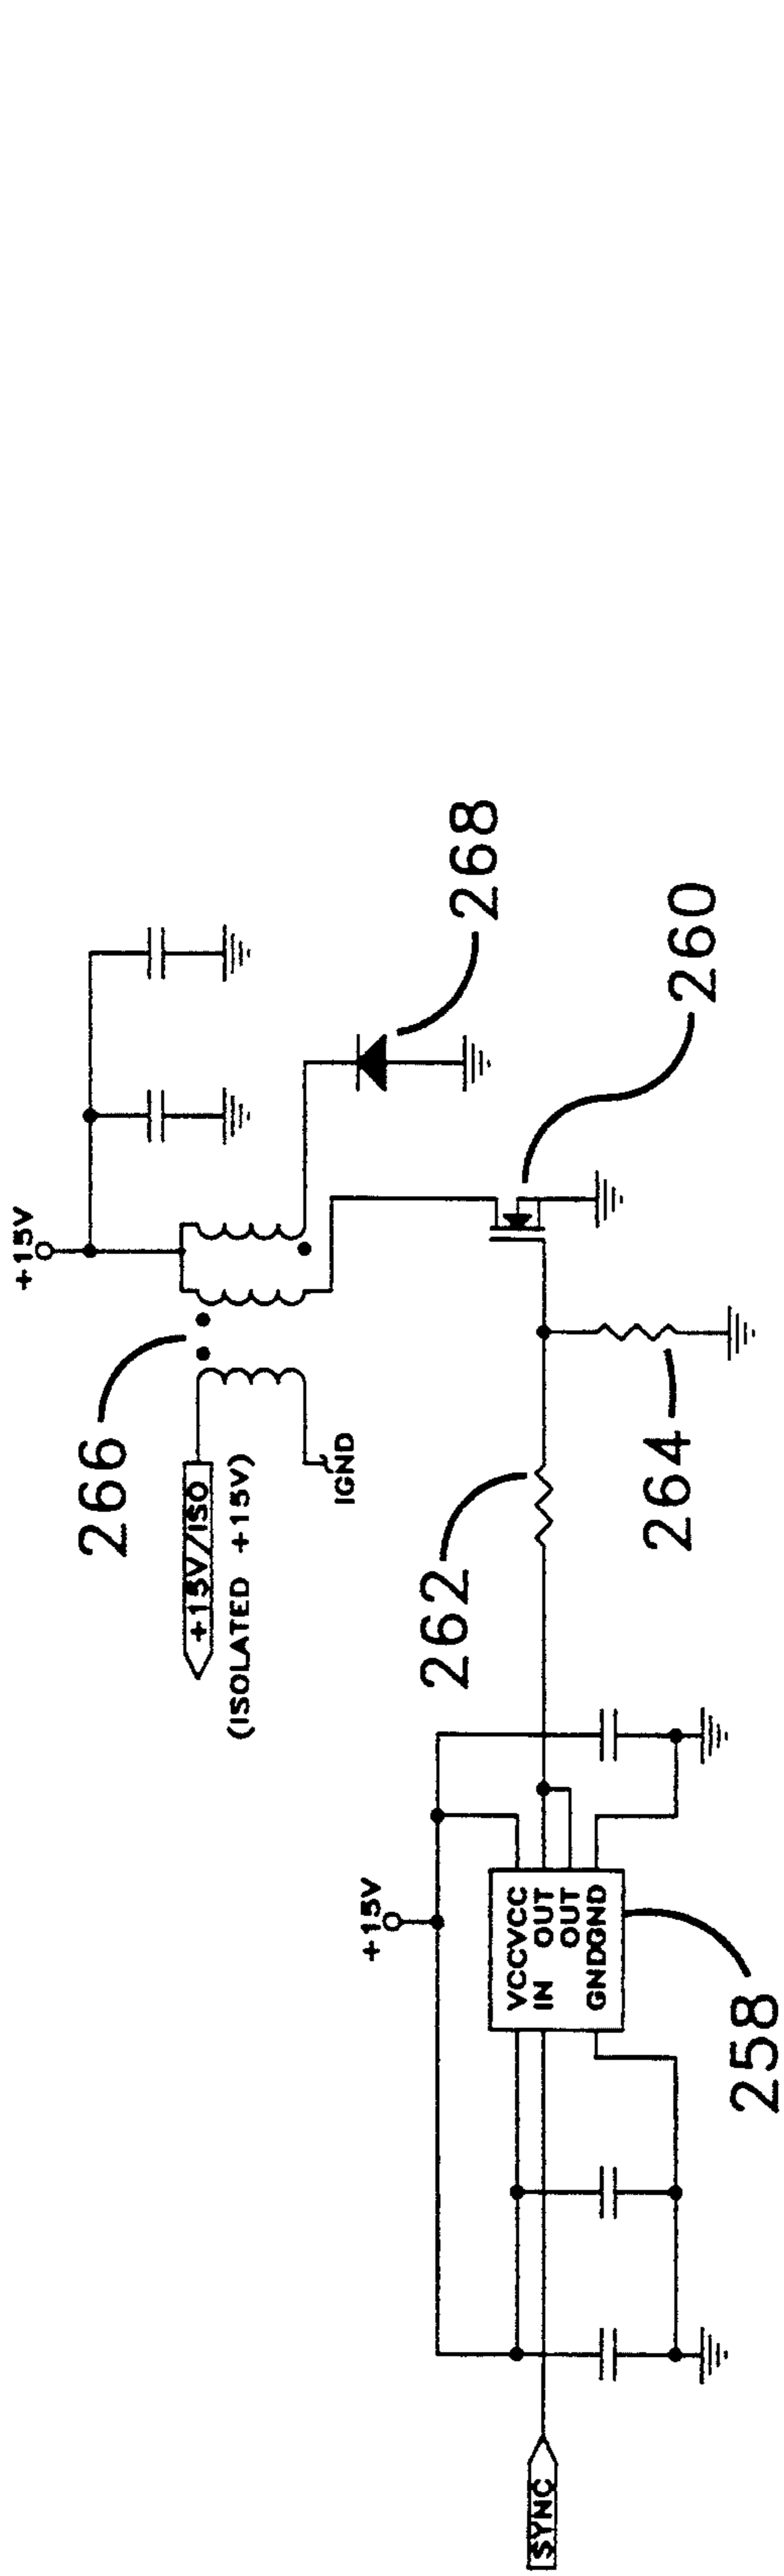 +15V
266
268
+15V/ISO
(ISOLATED +15V)
IGND
260
262
264
+15V
VCCVCC
IN OUT
OUT
GNDGND
258
SYNC